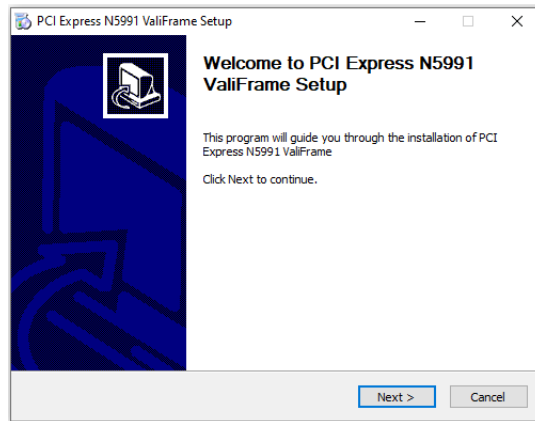 PCI Express N5991 ValiFrame Setup
Welcome to PCI Express N5991
ValiFrame Setup
This program will guide you through the installation of PCI
Express N5991 ValiFrame
Click Next to continue.
Next >
Cancel